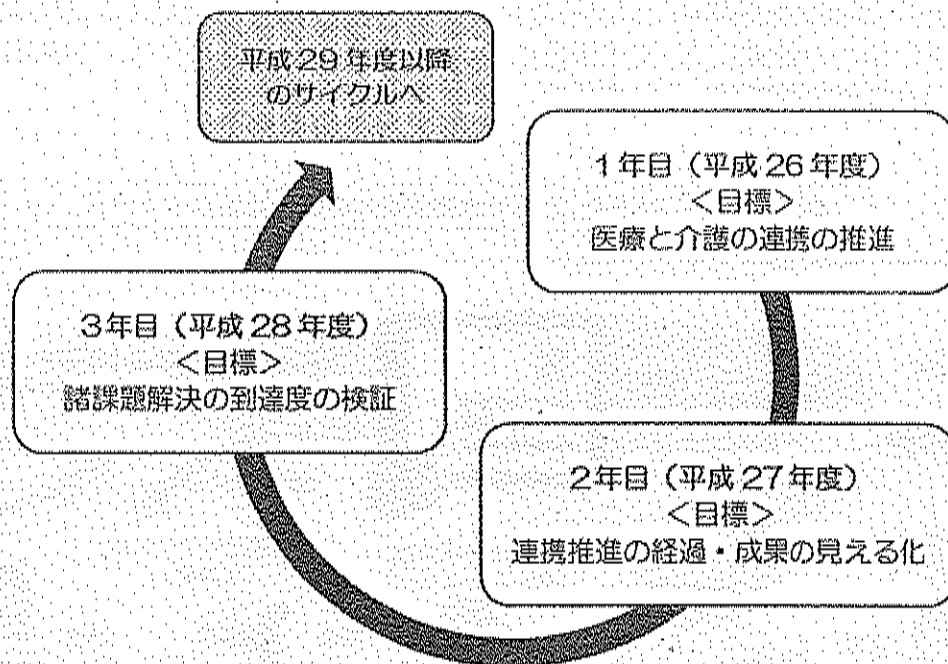 平成29年度以降
のサイクルへ
1年目（平成26年度）
＜目標＞
医療と介護の連携の推進
2年目（平成27年度）
＜目標＞
連携推進の経過・成果の見える化
3年目（平成28年度）
＜目標＞
諸課題解決の到達度の検証